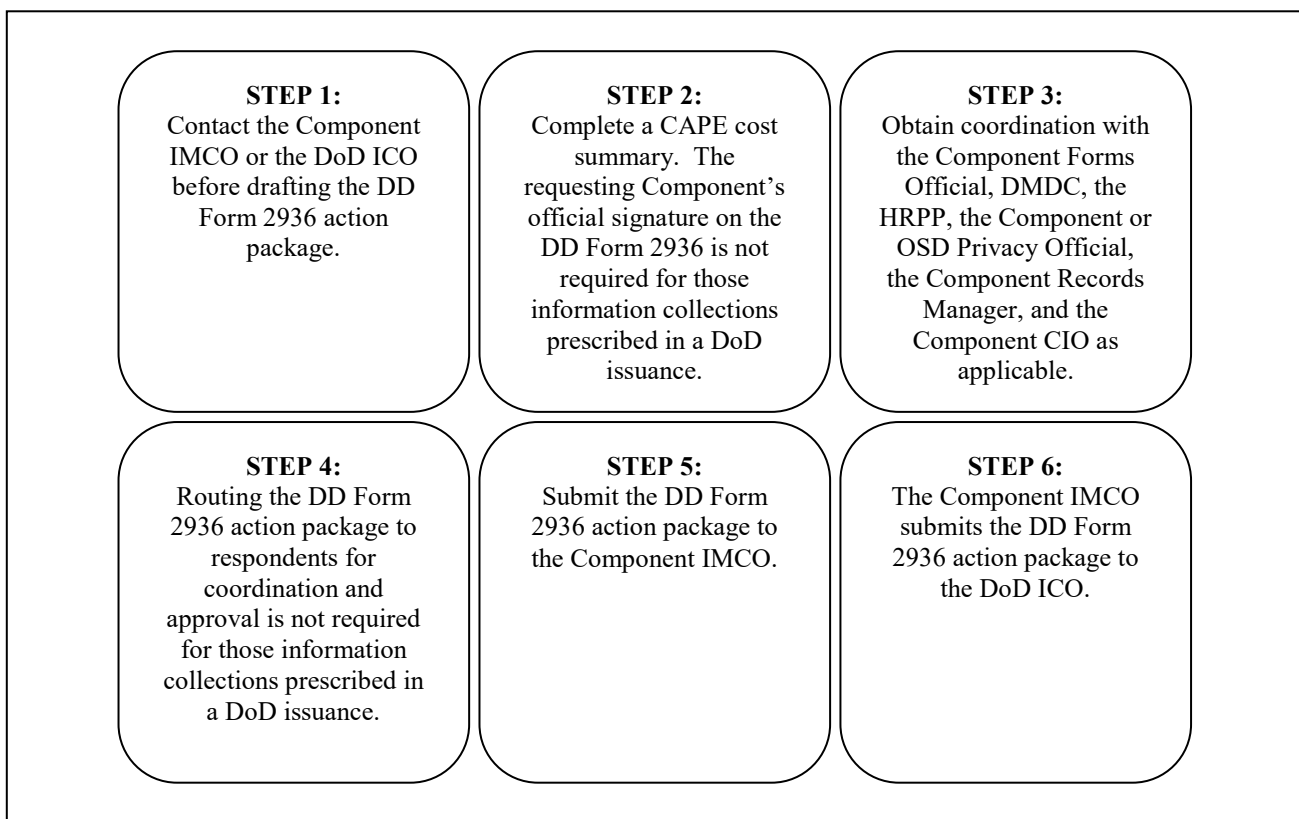 STEP 1:
Contact the Component
IMCO or the DoD ICO
before drafting the DD
Form 2936 action
package.
STEP 2:
Complete a CAPE cost
summary.  The
requesting Component’s
official signature on the
DD Form 2936 is not
required for those
information collections
prescribed in a DoD
issuance.
STEP 3:
Obtain coordination with
the Component Forms
Official, DMDC, the
HRPP, the Component or
OSD Privacy Official,
the Component Records
Manager, and the
Component CIO as
applicable.
STEP 4:
Routing the DD Form
2936 action package to
respondents for
coordination and
approval is not required
for those information
collections prescribed in
a DoD issuance.
STEP 5:
Submit the DD Form
2936 action package to
the Component IMCO.
STEP 6:
The Component IMCO
submits the DD Form
2936 action package to
the DoD ICO.